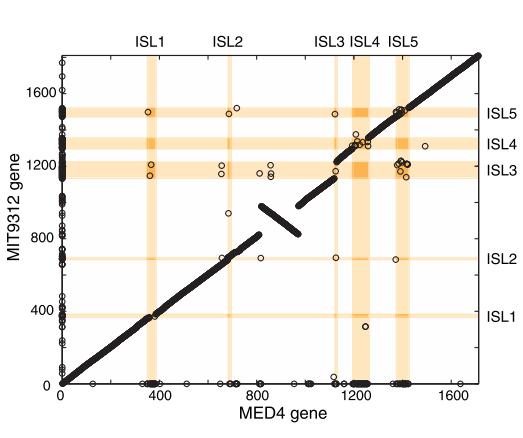 ISL1 ISL2 ISL3 ISL4 ISL5
1600
ISL5
ISL4
1200
ISL3
MIT9312 gene
800
ISL2
400
ISL1
0
0 400 800 1200 1600
MED4 gene